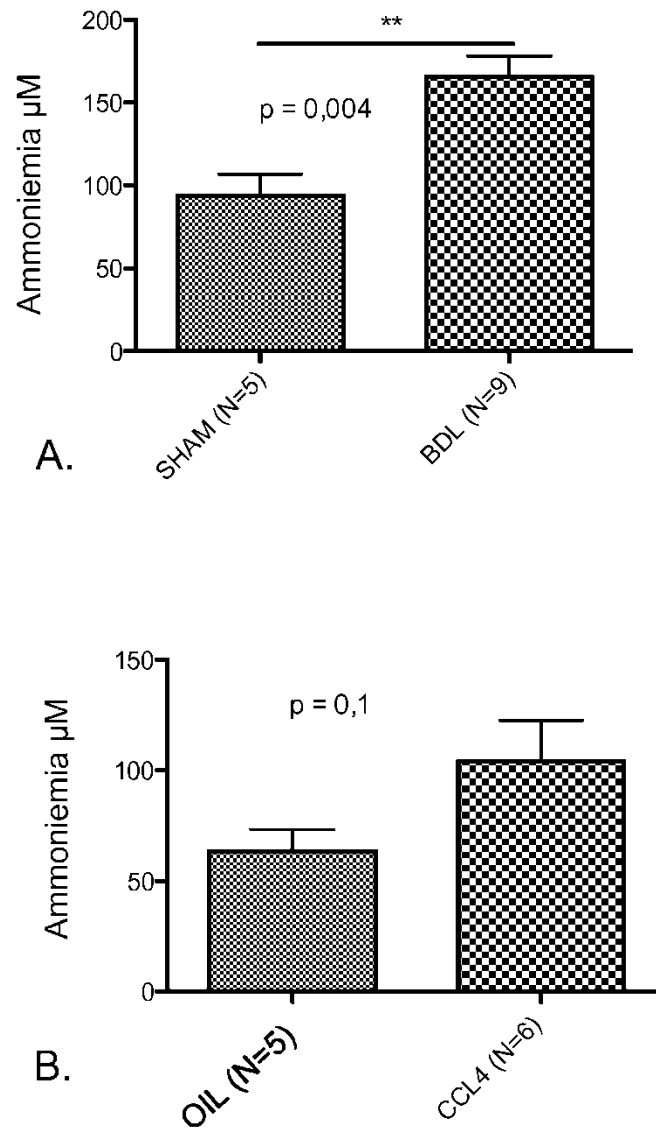 200
**
150
p = 0,004
100
50
0
Ammoniemia µM
SHAM (N=5)
BDL (N=9)
A.
150
p = 0,1
100
50
0
Ammoniemia µM
OIL (N=5)
CCL4 (N=6)
B.